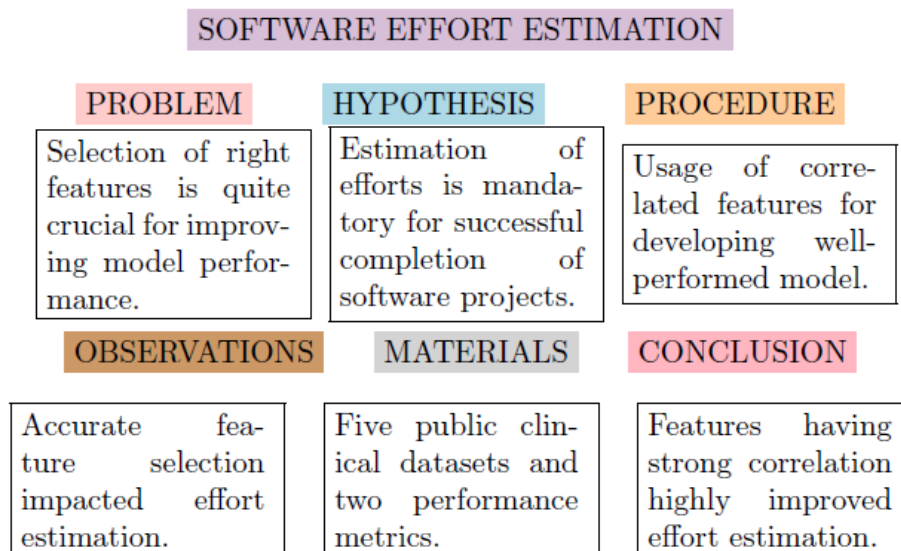 SOFTWARE EFFORT ESTIMATION
PROBLEM
Selection of right
features is quite
crucial for improv-
ing model perfor-
mance.
HYPOTHESIS
Estimation of
efforts is manda-
tory for successful
completion of
software projects.
PROCEDURE
Usage of corre-
lated features for
developing well-
performed model.
OBSERVATIONS
Accurate fea-
ture selection
impacted effort
estimation.
MATERIALS
Five public clin-
ical datasets and
two performance
metrics.
CONCLUSION
Features having
strong correlation
highly improved
effort estimation.